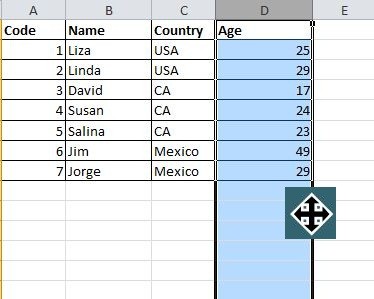 A B C D E
Code Name Country Age
1 Liza USA 25
2 Linda USA 29
3 David CA 17
4 Susan CA 24
5 Salina CA 23
6 Jim Mexico 49
7 Jorge Mexico 29